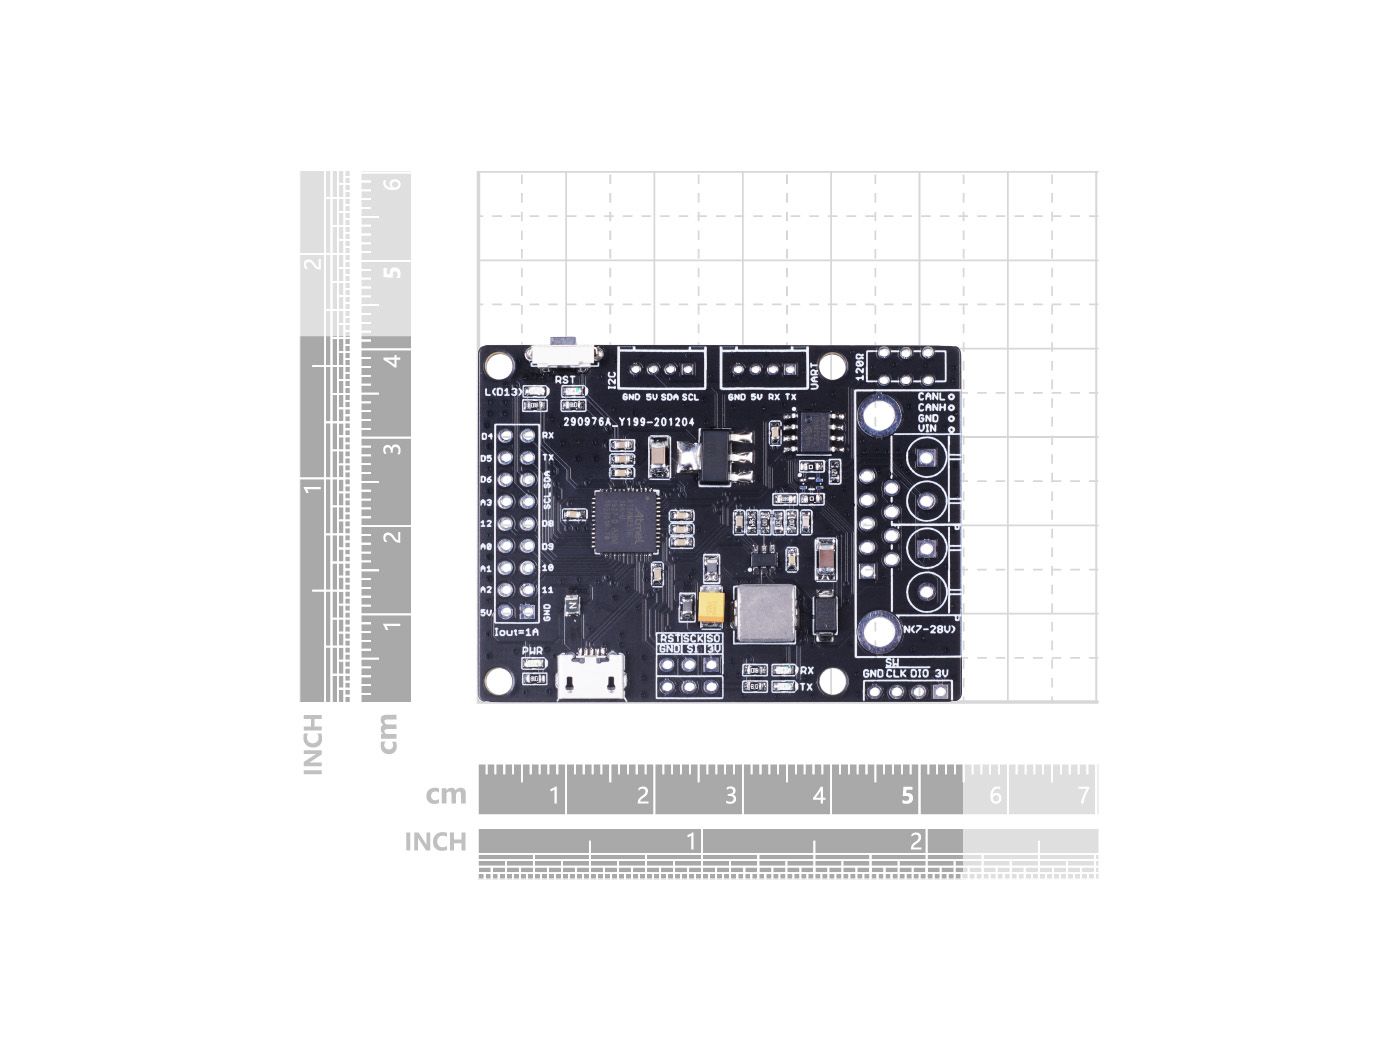 6
5
4
3
2
1
cm
2
1
INCH
120Ω
I2C
UART
RST
L(D13)
GND 5V SDA SCL
GND 5V RX TX
CANL
CANH
GND
VIN
290976A_Y199-201204
D4 RX
D5 TX
D6 SDA
A3 SCL
12 D8
A0 D9
A1 10
A2 11
5V GND
Iout=1A
Atmel
N
PWR
RST SCK SO
GND SI 3V
RX
TX
N(7-28V)
SW
GND CLK DIO 3V
cm 1 2 3 4 5 6 7
INCH 1 2